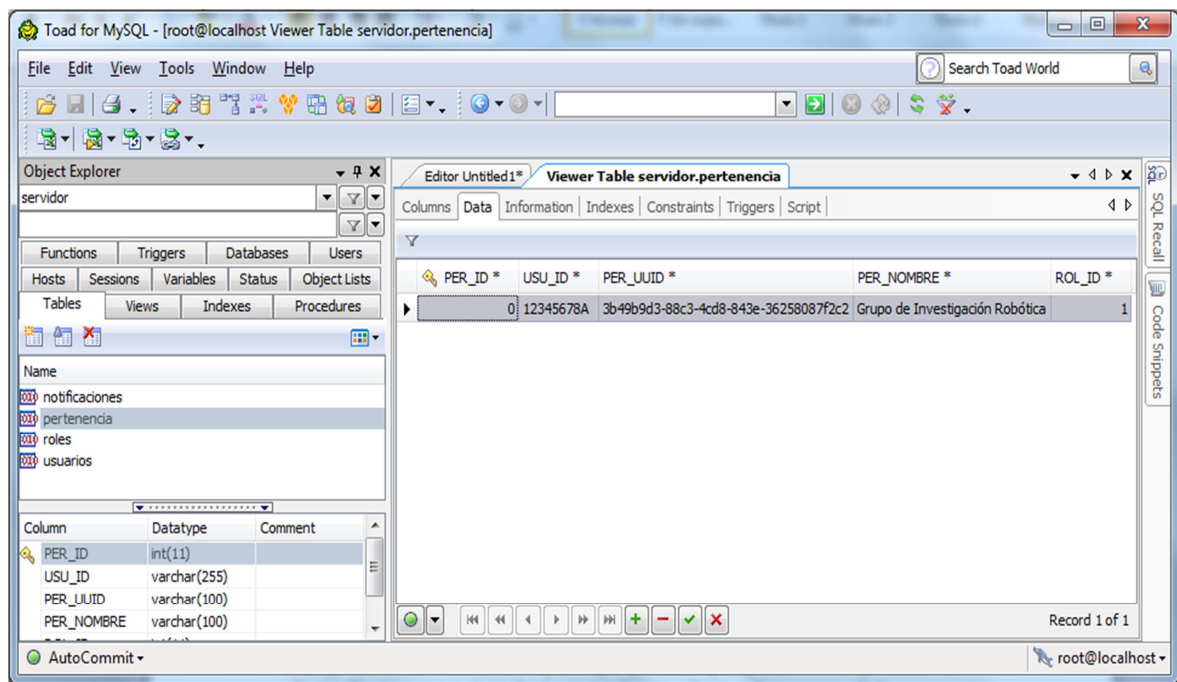 Toad for MySQL - [root@localhost Viewer Table servidor.pertenencia]
File Edit View Tools Window Help
Search Toad World
Object Explorer
servidor
Functions Triggers Databases Users
Hosts Sessions Variables Status Object Lists
Tables Views Indexes Procedures
Name
notificaciones
pertenencia
roles
usuarios
Column Datatype Comment
PER_ID int(11)
USU_ID varchar(255)
PER_UUID varchar(100)
PER_NOMBRE varchar(100)
Editor Untitled1* Viewer Table servidor.pertenencia
Columns Data Information Indexes Constraints Triggers Script
PER_ID * USU_ID * PER_UUID * PER_NOMBRE * ROL_ID *
0 12345678A 3b49b9d3-88c3-4cd8-843e-36258087f2c2 Grupo de Investigación Robótica 1
Record 1 of 1
SQL Recall
Code Snippets
AutoCommit
root@localhost